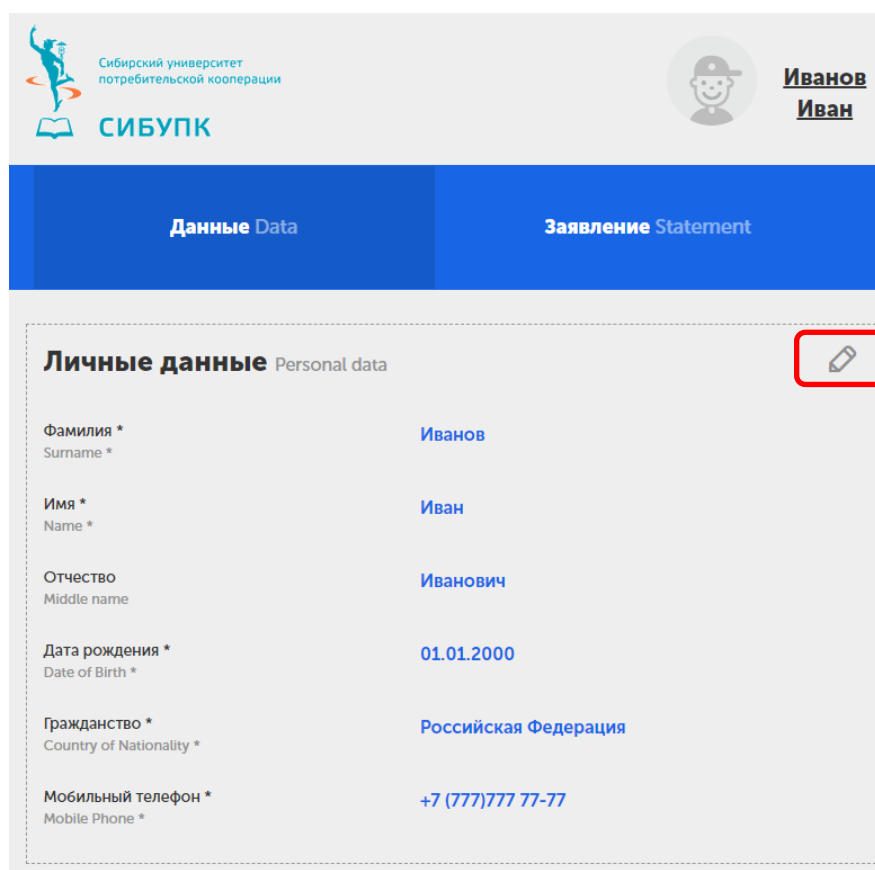 Сибирский университет
потребительской кооперации
СИБУПК
Иванов
Иван
Данные Data
Заявление Statement
Личные данные Personal data
Фамилия *
Surname *
Иванов
Имя *
Name *
Иван
Отчество
Middle name
Иванович
Дата рождения *
Date of Birth *
01.01.2000
Гражданство *
Country of Nationality *
Российская Федерация
Мобильный телефон *
Mobile Phone *
+7 (777)777 77-77